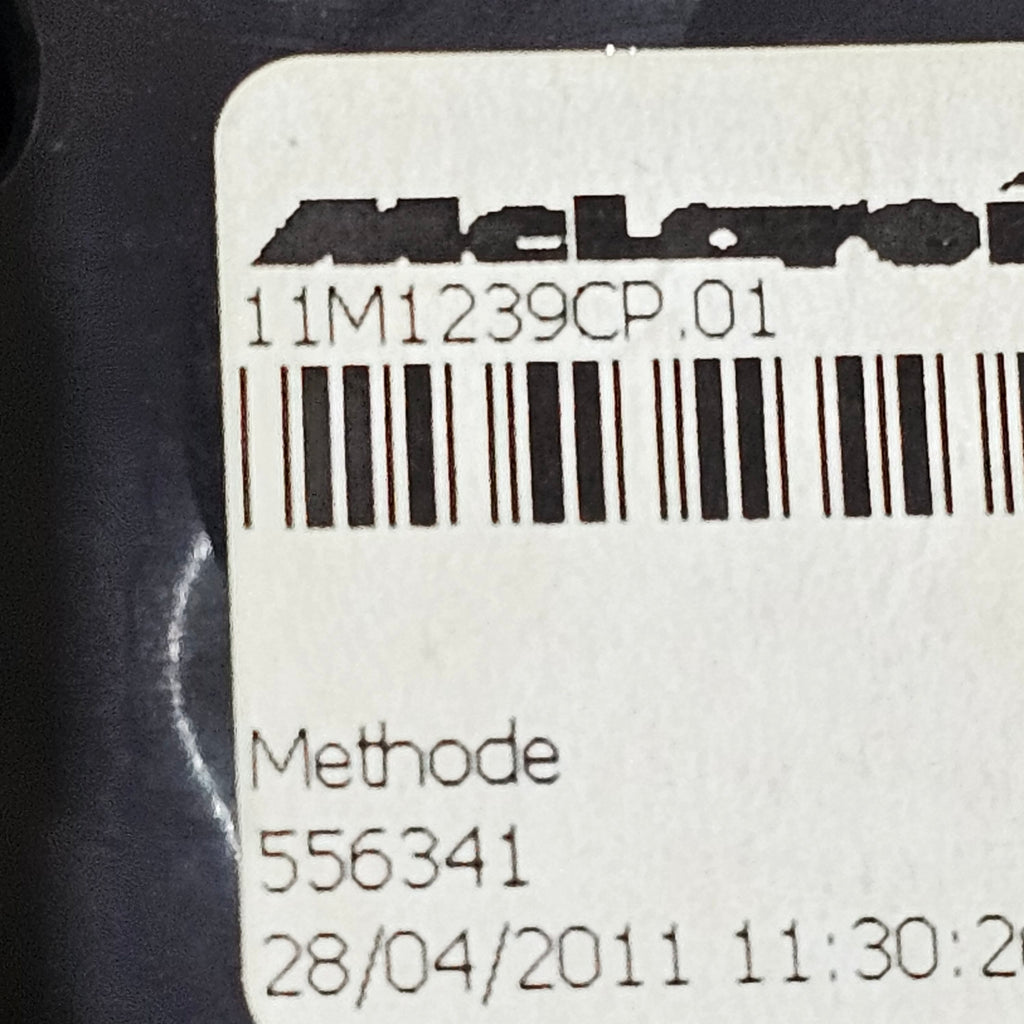 McLaren
11M1239CP.01
Methode
556341
28/04/2011 11:30:2